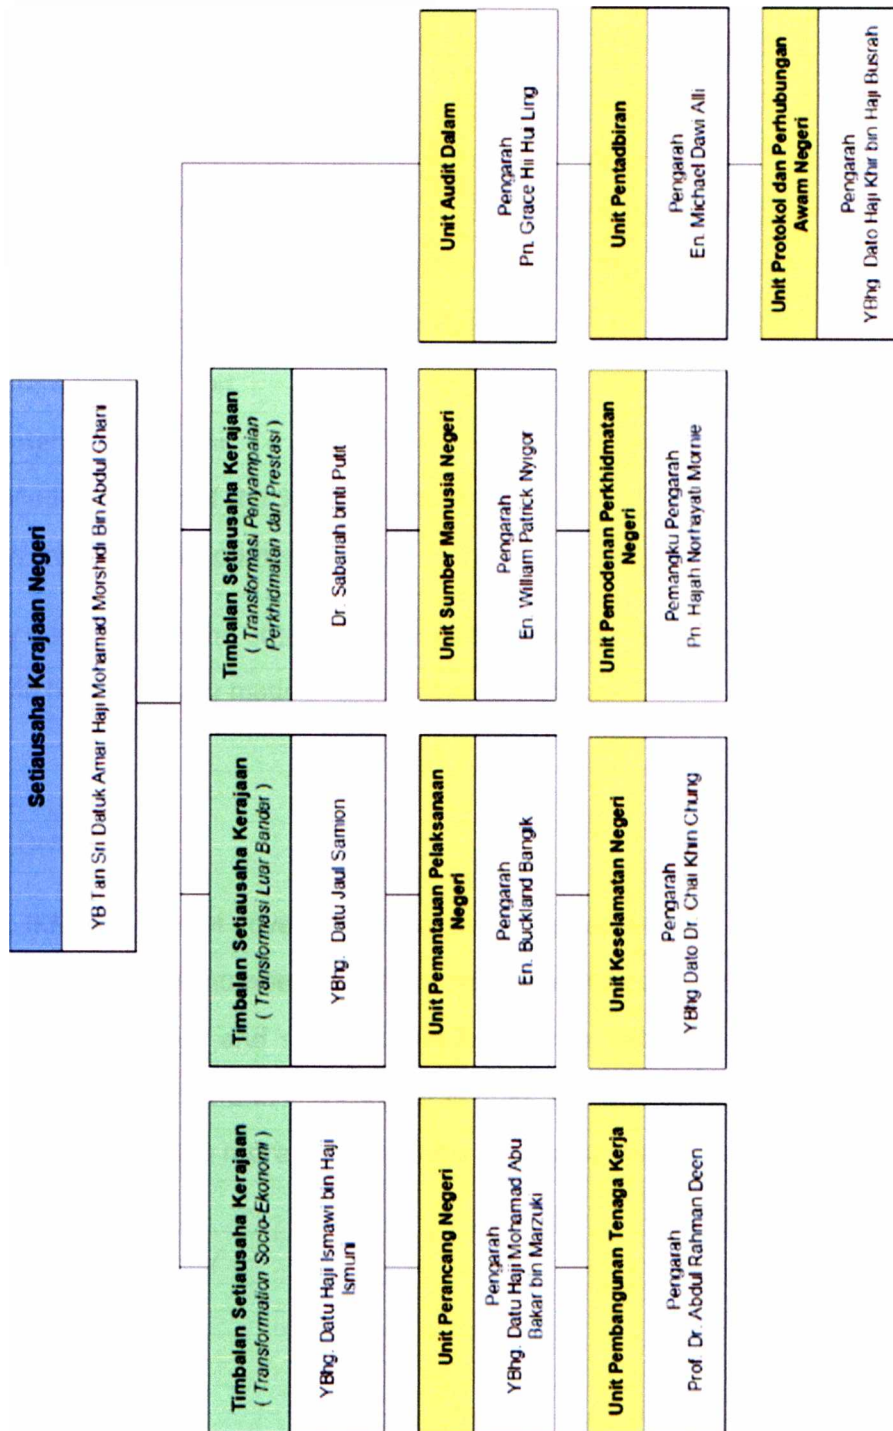 Setiausaha Kerajaan Negeri
YB Tan Sri Datuk Amar Haji Mohamad Morshidi Bin Abdul Ghani
Timbalan Setiausaha Kerajaan
( Transformation Socio-Ekonomi )
YBhg. Datu Haji Ismawi bin Haji
Ismuni
Unit Perancang Negeri
Pengarah
YBhg. Datu Haji Mohamad Abu
Bakar bin Marzuki
Unit Pembangunan Tenaga Kerja
Pengarah
Prof. Dr. Abdul Rahman Deen
Timbalan Setiausaha Kerajaan
( Transformasi Luar Bandar )
YBhg. Datu Jaul Samion
Unit Pemantauan Pelaksanaan
Negeri
Pengarah
En. Buckland Bangik
Unit Keselamatan Negeri
Pengarah
YBhg Dato Dr. Chai Khin Chung
Timbalan Setiausaha Kerajaan
( Transformasi Penyampaian
Perkhidmatan dan Prestasi )
Dr. Sabariah binti Putit
Unit Sumber Manusia Negeri
Pengarah
En. William Patrick Nyigor
Unit Pemodenan Perkhidmatan
Negeri
Pemangku Pengarah
Pn. Hajah Norhayati Mornie
Unit Audit Dalam
Pengarah
Pn. Grace Hii Hui Ling
Unit Pentadbiran
Pengarah
En. Michael Dawi Alli
Unit Protokol dan Perhubungan
Awam Negeri
Pengarah
YBhg Dato Haji Khir bin Haji Busrah